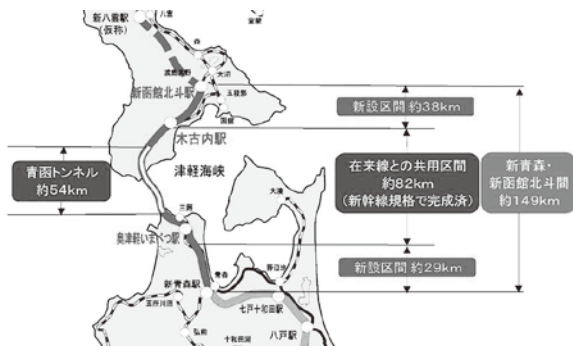 新八雲駅
(仮称)
八雲
森
大沼
新函館北斗駅
五稜郭
函館
木古内駅
新設区間 約38km
青函トンネル
約54km
津軽海峡
在来線との共用区間
約82km
(新幹線規格で完成済)
新青森・
新函館北斗間
約149km
大湊
三厩
奥津軽いまべつ駅
新設区間 約29km
新青森駅
青森
野辺地
五所川原
七戸十和田駅
弘前
八戸駅
十和田湖